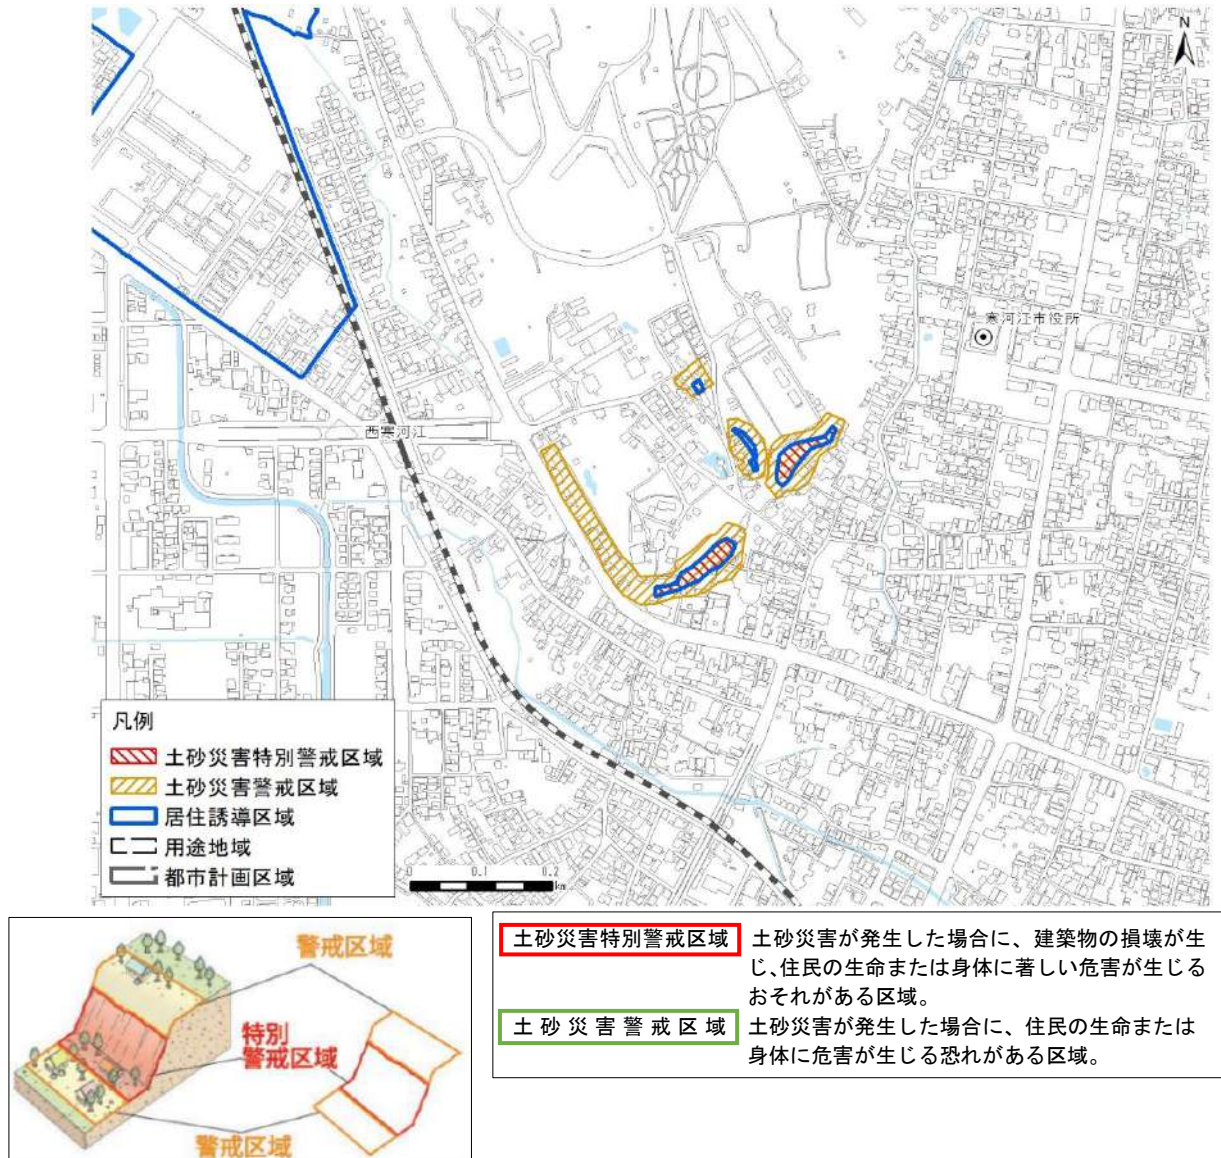 N
寒河江市役所
西寒河江
凡例
土砂災害特別警戒区域
土砂災害警戒区域
居住誘導区域
用途地域
都市計画区域
0 0.1 0.2
km
警戒区域
特別
警戒区域
警戒区域
土砂災害特別警戒区域 土砂災害が発生した場合に、建築物の損壊が生
じ、住民の生命または身体に著しい危害が生じる
おそれがある区域。
土砂災害警戒区域 土砂災害が発生した場合に、住民の生命または
身体に危害が生じる恐れがある区域。